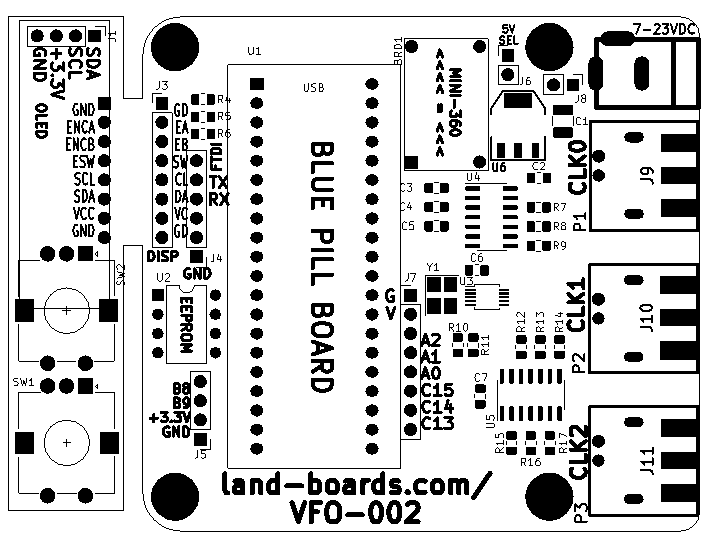 J1
SDA
SCL
+3.3V
GND
OLED
GND
ENCA
ENCB
ESW
SCL
SDA
VCC
GND
SW2
SW1
J3
GD
EA
EB
SW
CL
DA
VC
GD
DISP
R4
R5
R6
FTDI
TX
RX
J4
GND
U2
EEPROM
B8
B9
+3.3V
GND
J5
U1
USB
BLUE PILL BOARD
BRD1
MINI-360
5V
SEL
J6
U6
7-23VDC
J8
C1
C2
C3
C4
C5
U4
R7
R8
R9
C6
Y1
U3
J7
G
V
A2
A1
A0
C15
C14
C13
R10
R11
R12
R13
R14
C7
U5
R15
R16
R17
CLK0
P1
J9
CLK1
P2
J10
CLK2
P3
J11
land-boards.com/
VFO-002